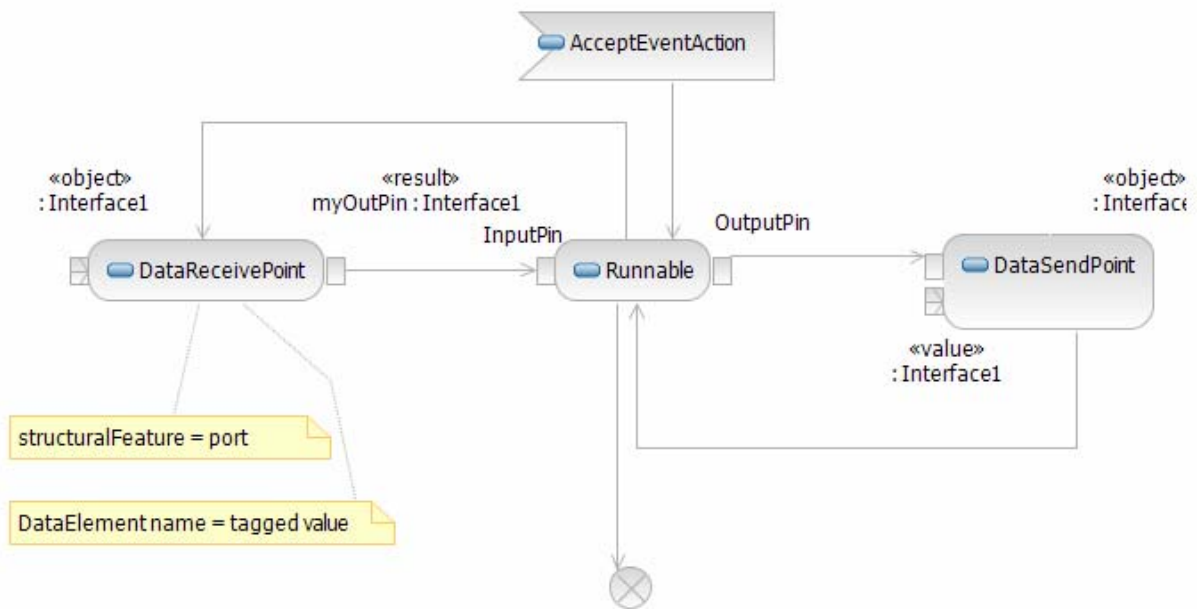 AcceptEventAction
«object»
: Interface1
«result»
myOutPin : Interface1
«object»
: Interface
InputPin
OutputPin
DataReceivePoint
Runnable
DataSendPoint
«value»
: Interface1
structuralFeature = port
DataElement name = tagged value